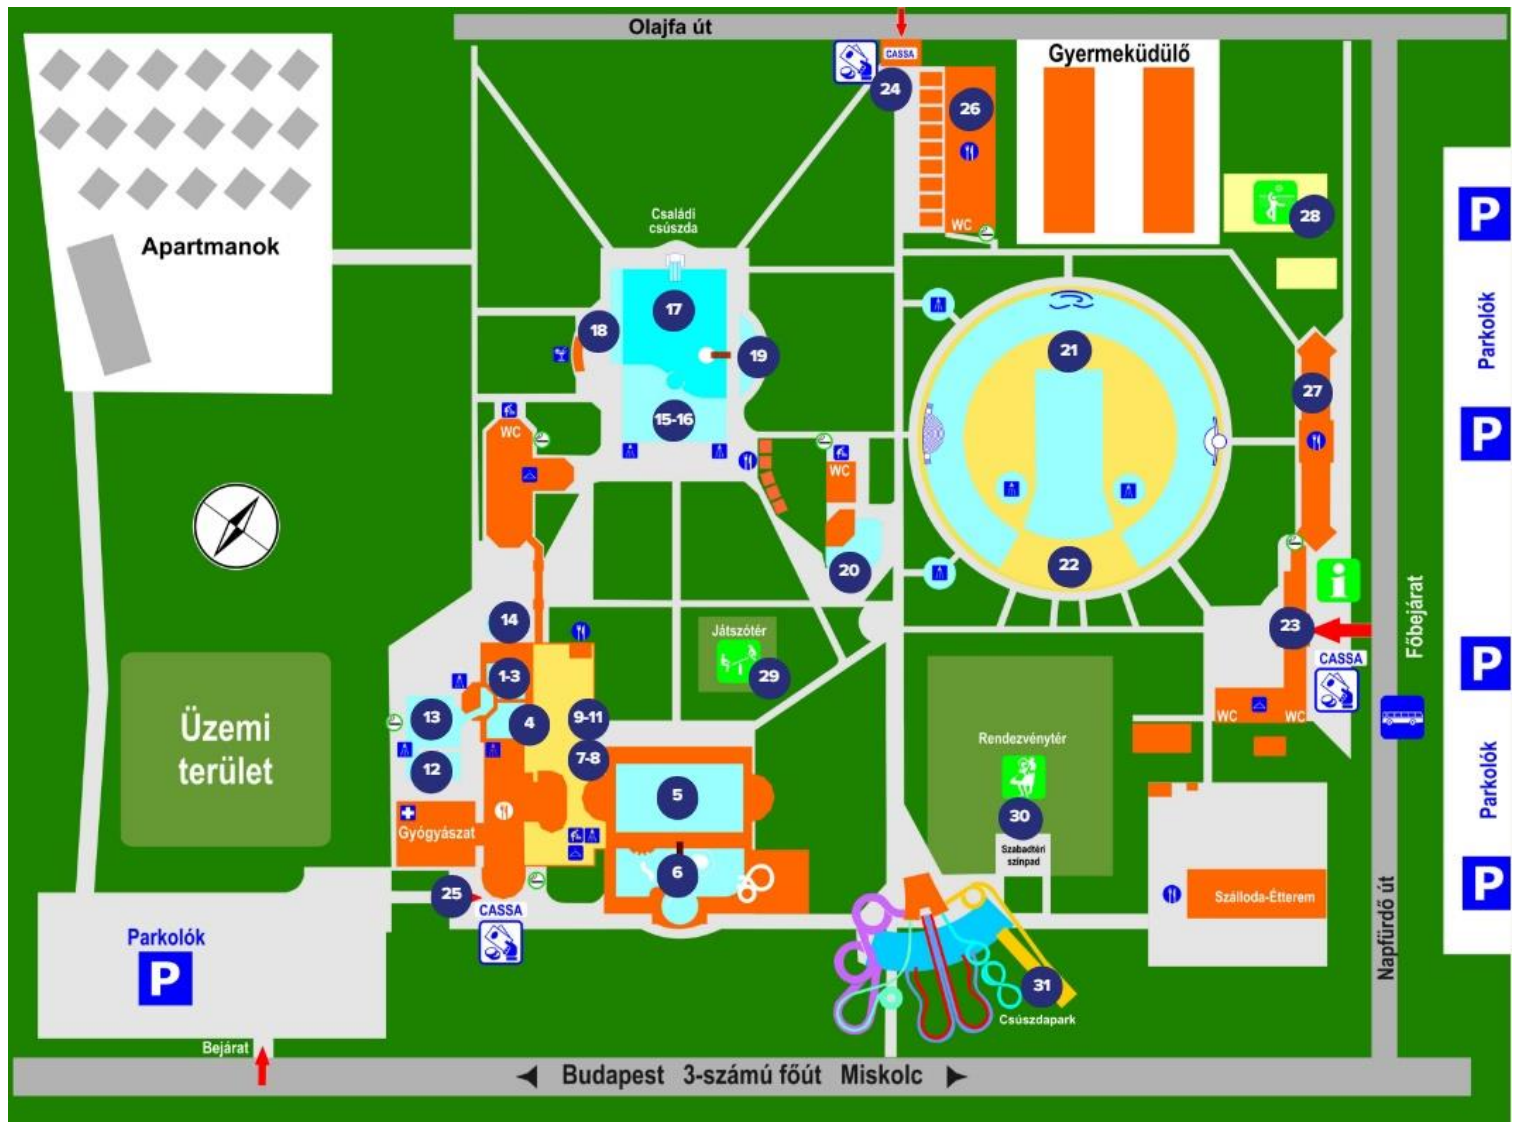 Olajfa út
CASSA
24
26
WC
Gyermeküdülő
28
P
Parkolók
P
Apartmanok
Családi
csúszda
17
18
19
15-16
21
27
WC
WC
20
22
14
1-3
13
4
9-11
12
7-8
5
6
Gyógyászat
Játszótér
29
23
Főbejárat
CASSA
WC
WC
P
Parkolók
P
Üzemi
terület
Rendezvénytér
30
Szabadtéri
színpad
Szálloda-Étterem
Napfürdő út
25
CASSA
Parkolók
P
Bejárat
31
Csúszdapark
Budapest 3-számú főút Miskolc